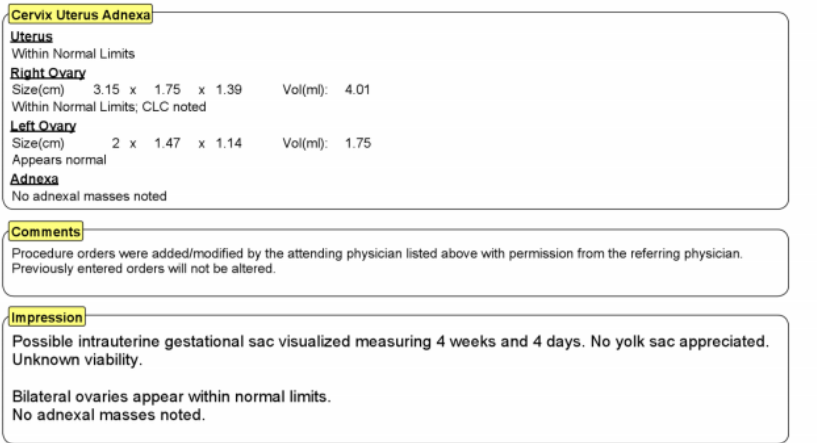 Cervix Uterus Adnexa
Uterus
Within Normal Limits
Right Ovary
Size(cm) 3.15 x 1.75 x 1.39 Vol(ml): 4.01
Within Normal Limits; CLC noted
Left Ovary
Size(cm) 2 x 1.47 x 1.14 Vol(ml): 1.75
Appears normal
Adnexa
No adnexal masses noted
Comments
Procedure orders were added/modified by the attending physician listed above with permission from the referring physician.
Previously entered orders will not be altered.
Impression
Possible intrauterine gestational sac visualized measuring 4 weeks and 4 days. No yolk sac appreciated.
Unknown viability.
Bilateral ovaries appear within normal limits.
No adnexal masses noted.